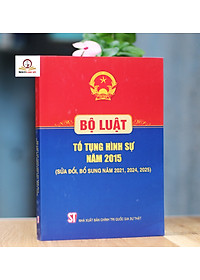 BỘ LUẬT
TỐ TỤNG HÌNH SỰ
NĂM 2015
(SỬA ĐỔI, BỔ SUNG NĂM 2021, 2024, 2025)
ST NHÀ XUẤT BẢN CHÍNH TRỊ QUỐC GIA SỰ THẬT